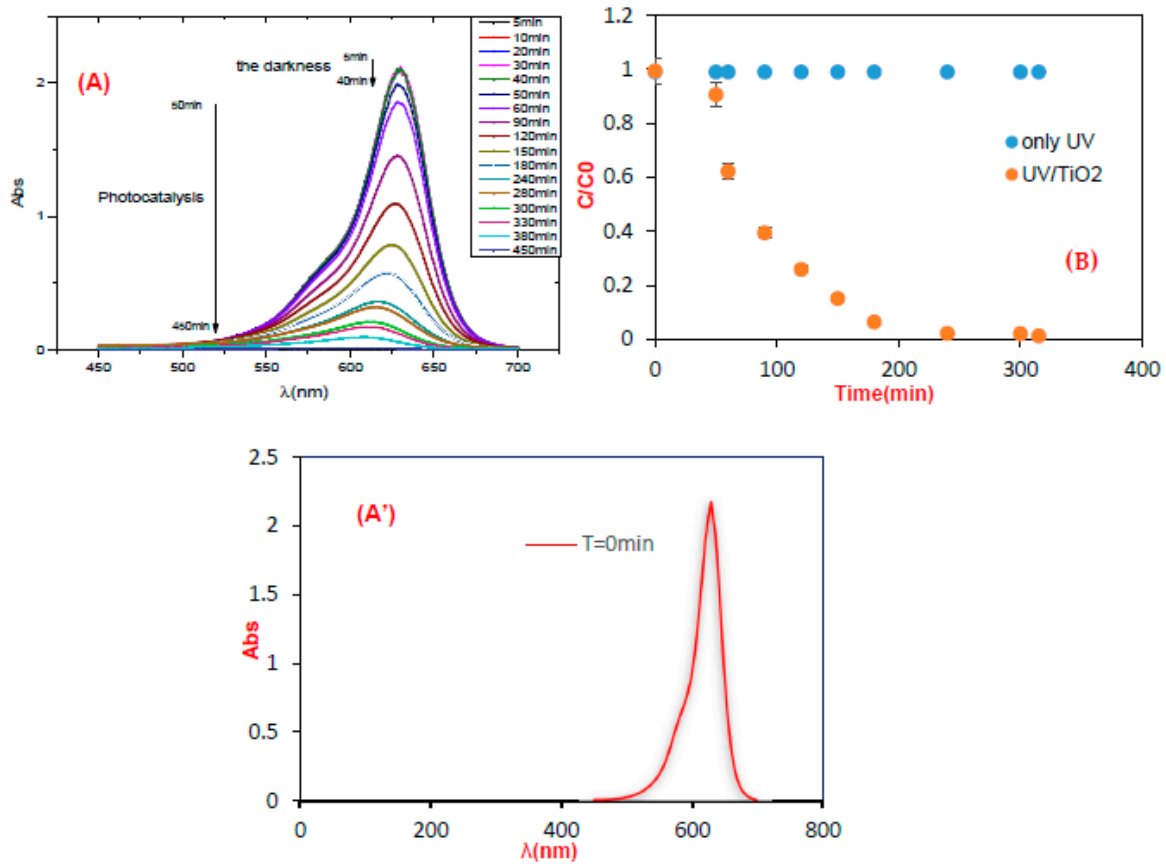 (A)
the darkness
5min
40min
50min
Photocatalysis
450min
Abs
2
1
0
450
500
550
600
650
700
λ(nm)
5min
10min
20min
30min
40min
50min
60min
90min
120min
150min
180min
240min
280min
300min
330min
380min
450min
1.2
1
0.8
0.6
0.4
0.2
0
C/C0
only UV
UV/TiO2
(B)
0
100
200
300
400
Time(min)
2.5
2
1.5
1
0.5
0
Abs
(A’)
T=0min
0
200
400
600
800
λ(nm)